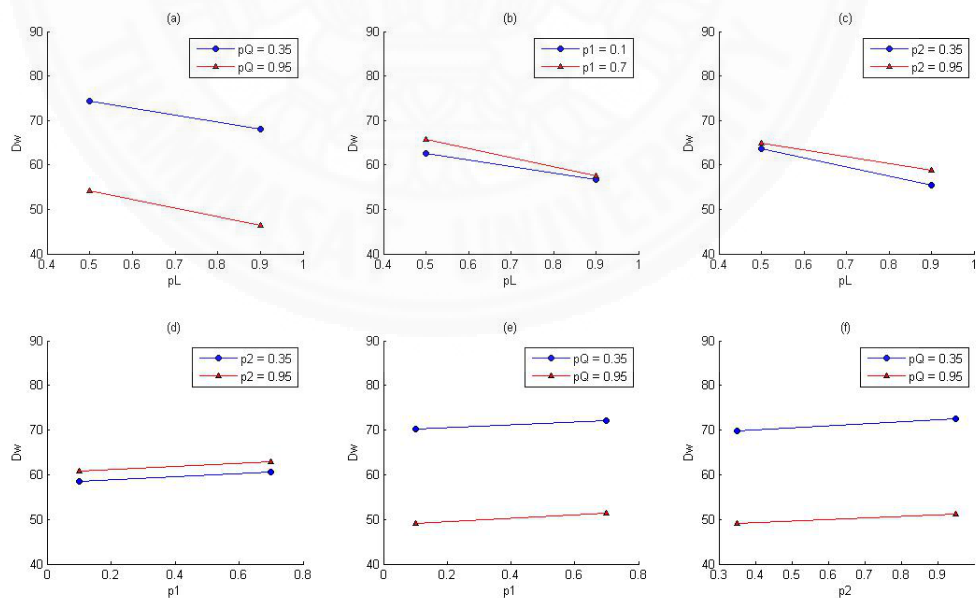 (a)
90
80
70
60
50
40
Dw
0.4 0.5 0.6 0.7 0.8 0.9 1
pL
pQ = 0.35
pQ = 0.95
(b)
90
80
70
60
50
40
Dw
0.4 0.5 0.6 0.7 0.8 0.9 1
pL
p1 = 0.1
p1 = 0.7
(c)
90
80
70
60
50
40
Dw
0.4 0.5 0.6 0.7 0.8 0.9 1
pL
p2 = 0.35
p2 = 0.95
(d)
90
80
70
60
50
40
Dw
0 0.2 0.4 0.6 0.8
p1
p2 = 0.35
p2 = 0.95
(e)
90
80
70
60
50
40
Dw
0 0.2 0.4 0.6 0.8
p1
pQ = 0.35
pQ = 0.95
(f)
90
80
70
60
50
40
Dw
0.3 0.4 0.5 0.6 0.7 0.8 0.9
p2
pQ = 0.35
pQ = 0.95